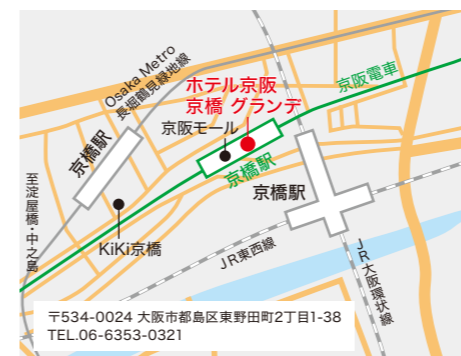 Osaka Metro
長堀鶴見緑地線
京橋駅
ホテル京阪
京橋 グランデ
京阪モール
京阪電車
京橋駅
京橋駅
至淀屋橋・中之島
KiKi京橋
JR東西線
JR大阪環状線
〒534-0024 大阪市都島区東野田町2丁目1-38
TEL.06-6353-0321